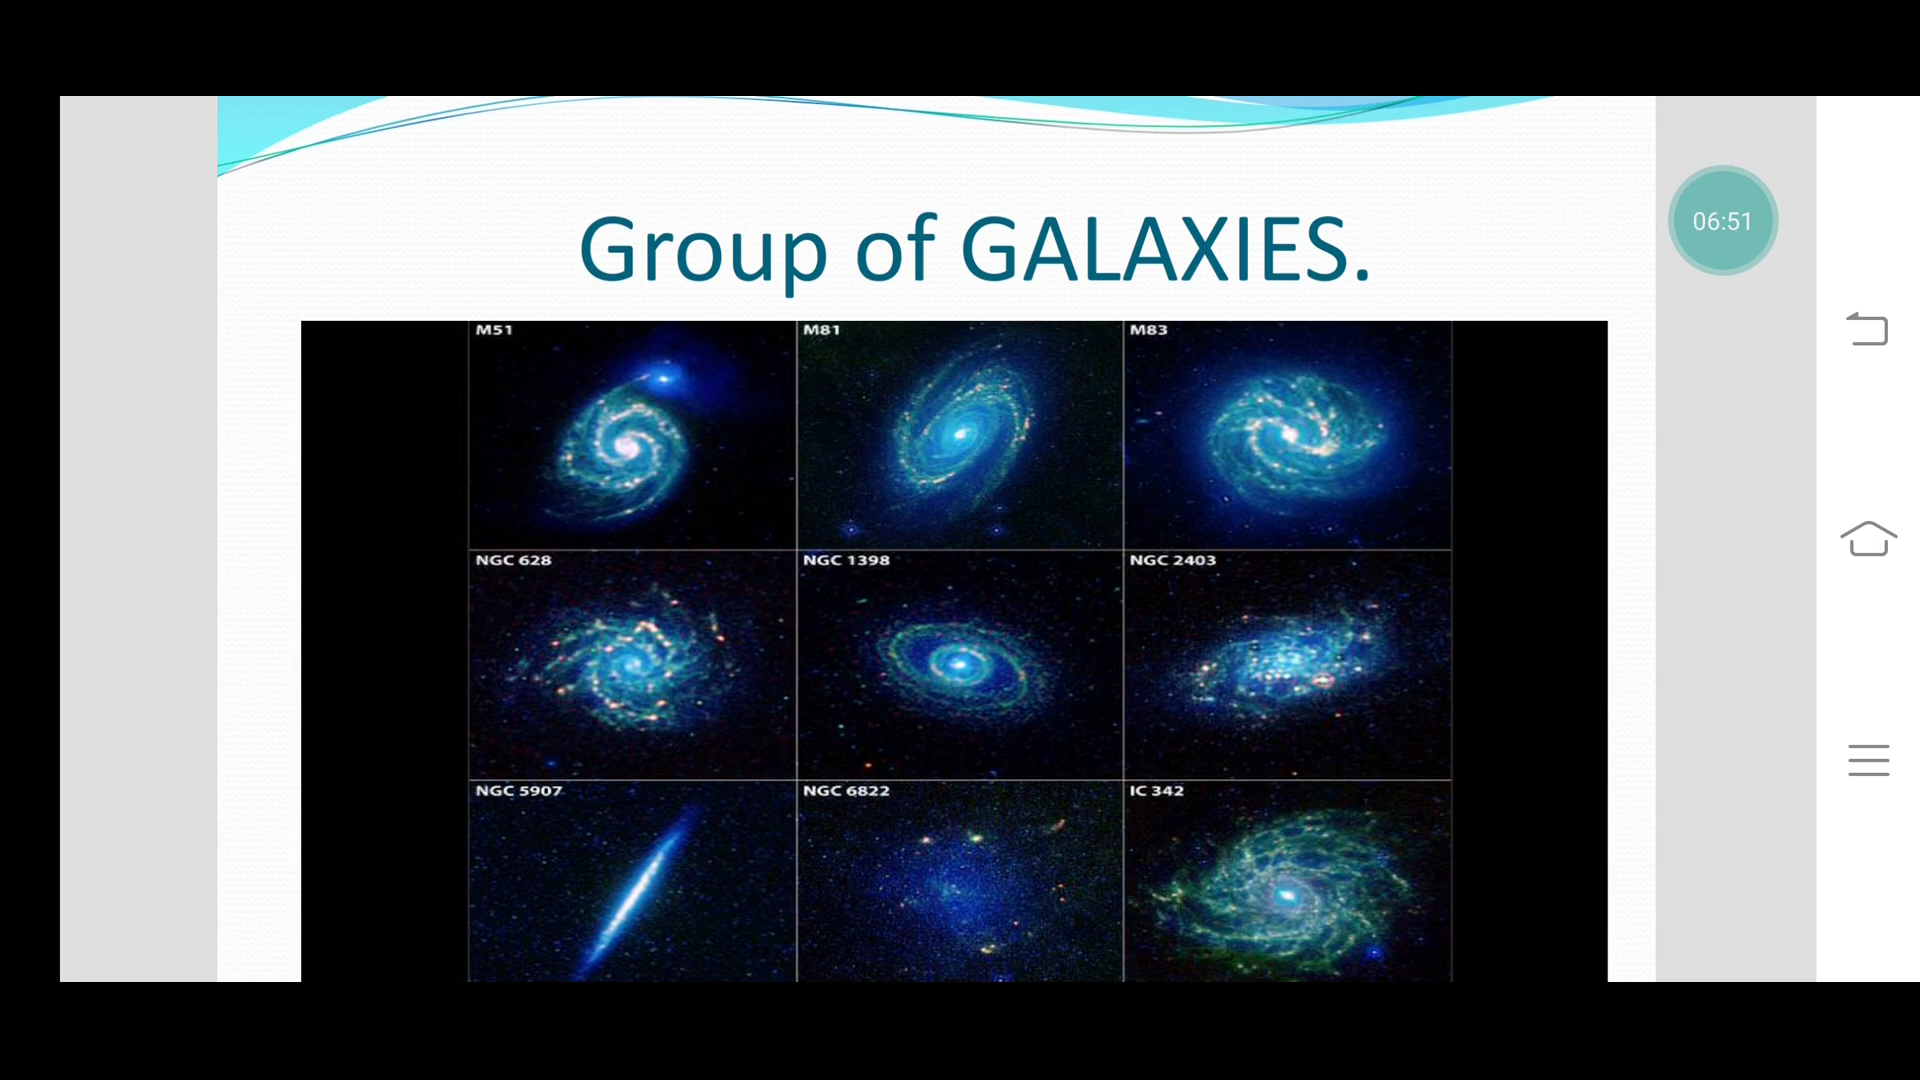 Group of GALAXIES.
06:51
M51
M81
M83
NGC 628
NGC 1398
NGC 2403
NGC 5907
NGC 6822
IC 342